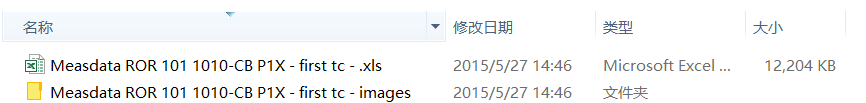 名称 修改日期 类型 大小
Measdata ROR 101 1010-CB P1X - first tc - .xls 2015/5/27 14:46 Microsoft Excel ... 12,204 KB
Measdata ROR 101 1010-CB P1X - first tc - images 2015/5/27 14:46 文件夹